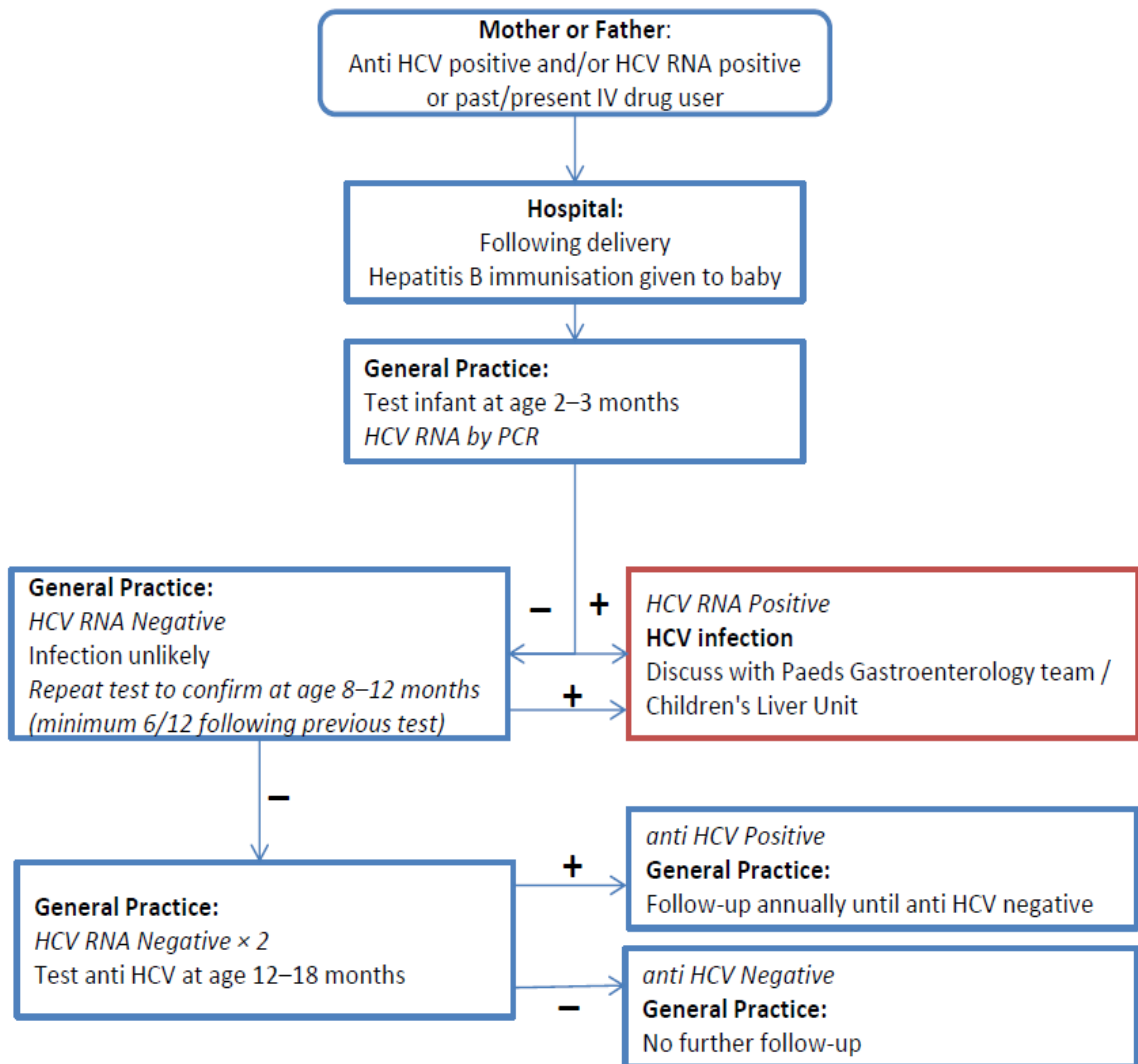 Mother or Father:
Anti HCV positive and/or HCV RNA positive
or past/present IV drug user
Hospital:
Following delivery
Hepatitis B immunisation given to baby
General Practice:
Test infant at age 2–3 months
HCV RNA by PCR
General Practice:
HCV RNA Negative
Infection unlikely
Repeat test to confirm at age 8–12 months
(minimum 6/12 following previous test)
–
+
+
HCV RNA Positive
HCV infection
Discuss with Paeds Gastroenterology team /
Children's Liver Unit
–
General Practice:
HCV RNA Negative × 2
Test anti HCV at age 12–18 months
+
anti HCV Positive
General Practice:
Follow-up annually until anti HCV negative
–
anti HCV Negative
General Practice:
No further follow-up